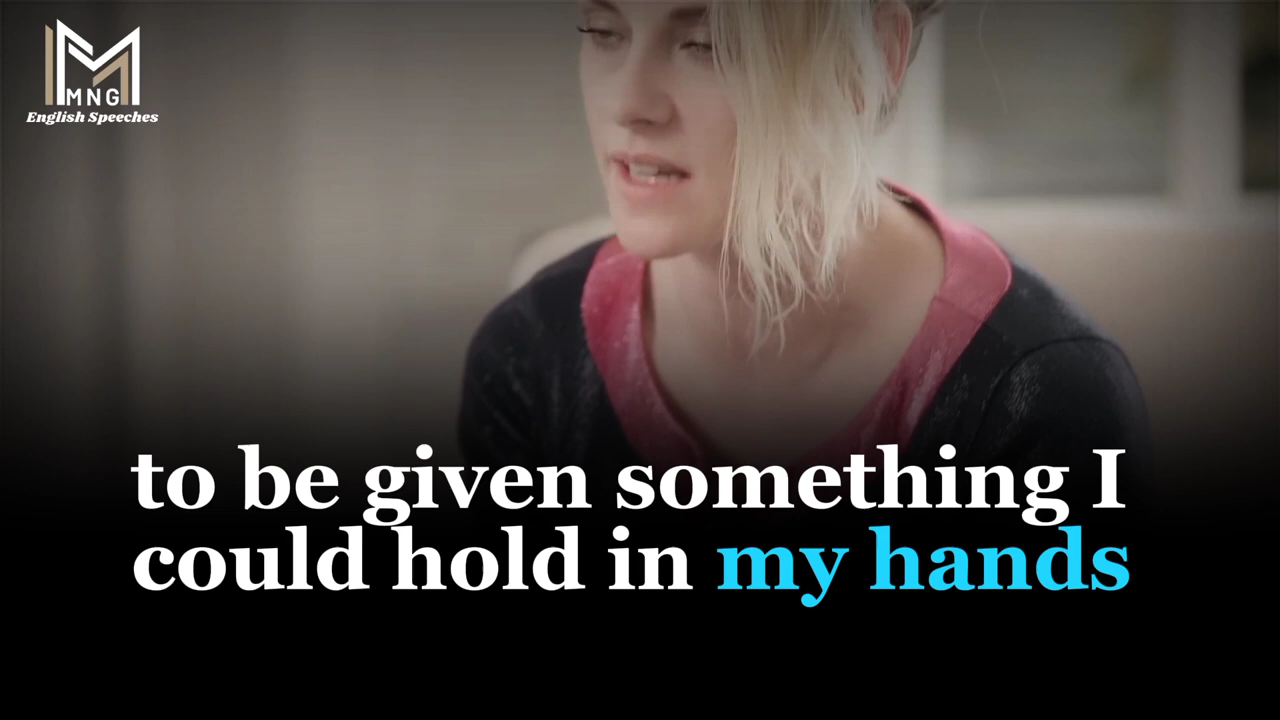 MNG
English Speeches
to be given something I
could hold in my hands